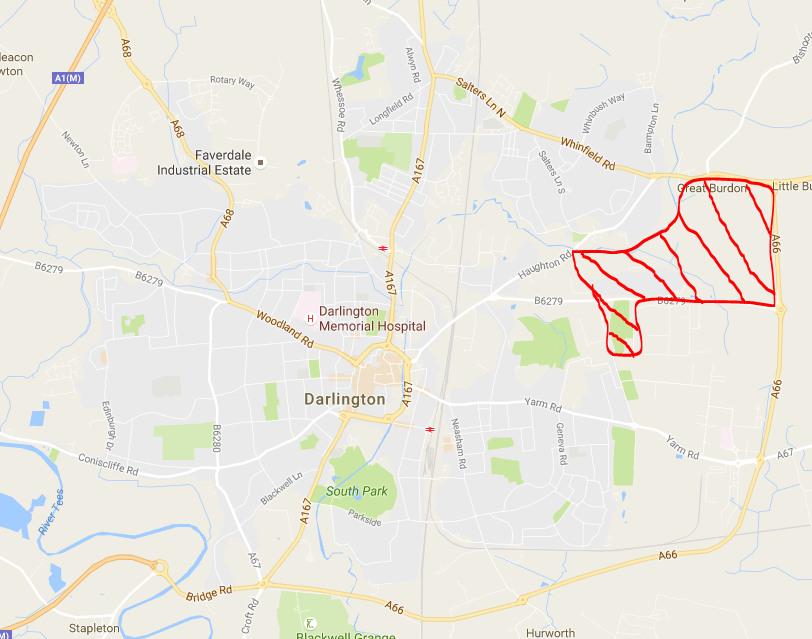 A68
Deacon
A1(M)
Rotary Way
Whessoe Rd
Alwyn Rd
Longfield Rd
Salters Ln N
Whinbush Way
Barmpton Ln
Whinfield Rd
A68
Newton Ln
Faverdale
Industrial Estate
A167
Salters Ln S
Great Burdon
Little Bu
A68
A66
B6279
B6279
A167
Haughton Rd
B6279
B6279
Darlington
Memorial Hospital
H
Woodland Rd
A66
Darlington
A167
Yarm Rd
Edinburgh Dr
B6280
Neasham Rd
Geneva Rd
Yarm Rd
Coniscliffe Rd
A67
River Tees
Blackwell Ln
A167
South Park
Parkside
A67
A66
Bridge Rd
A66
Croft Rd
Stapleton
Blackwell Grange
Hurworth
(M)